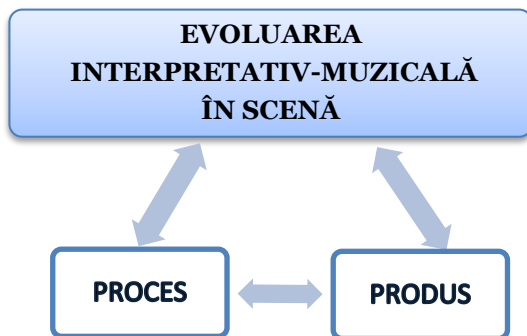 EVOLUAREA
INTERPRETATIV-MUZICALĂ
ÎN SCENĂ
PROCES
PRODUS